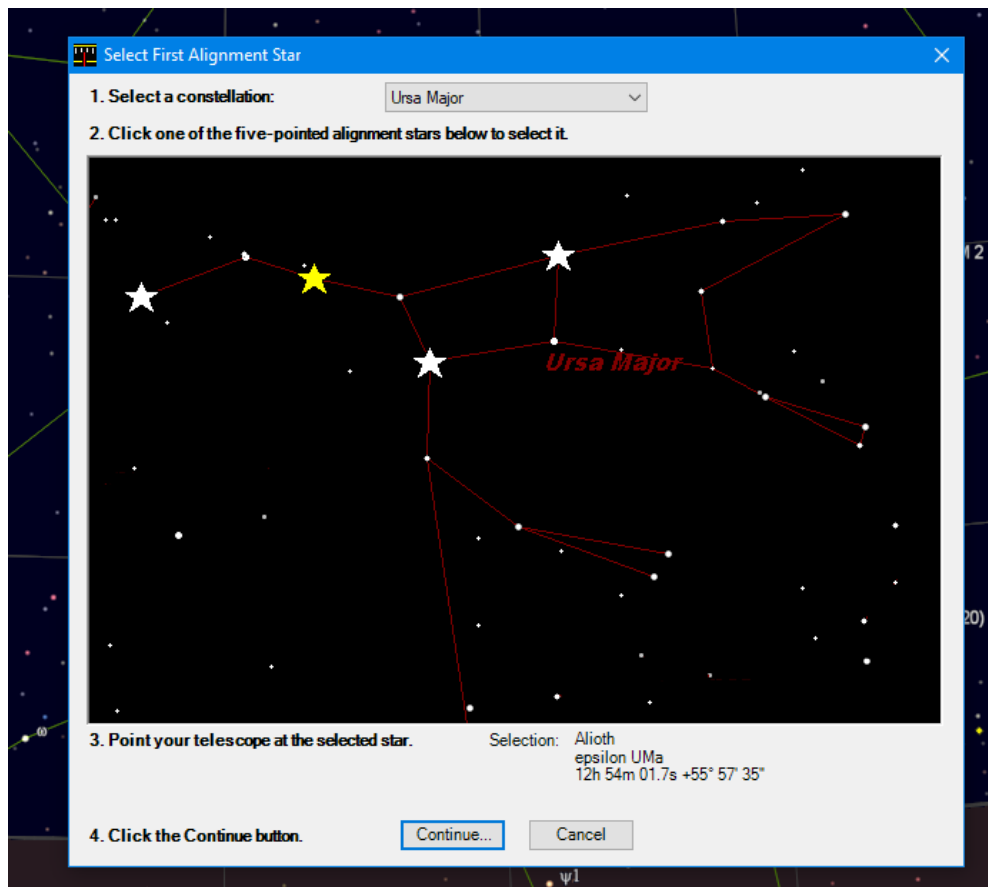 Select First Alignment Star
1. Select a constellation:
Ursa Major
2. Click one of the five-pointed alignment stars below to select it.
M 2
Ursa Major
20)
ω
3. Point your telescope at the selected star.
Selection:
Alioth
epsilon UMa
12h 54m 01.7s +55° 57' 35"
4. Click the Continue button.
Continue...
Cancel
ψ1